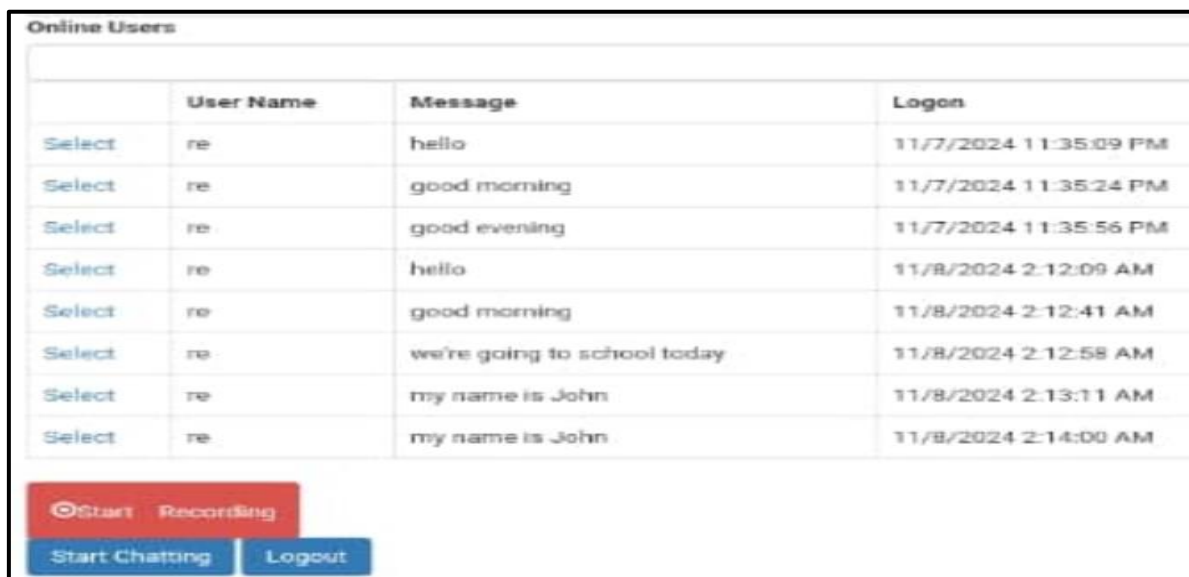 Online Users
User Name Message Logon
Select re hello 11/7/2024 11:35:09 PM
Select re good morning 11/7/2024 11:35:24 PM
Select re good evening 11/7/2024 11:35:56 PM
Select re hello 11/8/2024 2:12:09 AM
Select re good morning 11/8/2024 2:12:41 AM
Select re we're going to school today 11/8/2024 2:12:58 AM
Select re my name is John 11/8/2024 2:13:11 AM
Select re my name is John 11/8/2024 2:14:00 AM
Start Recording
Start Chatting Logout